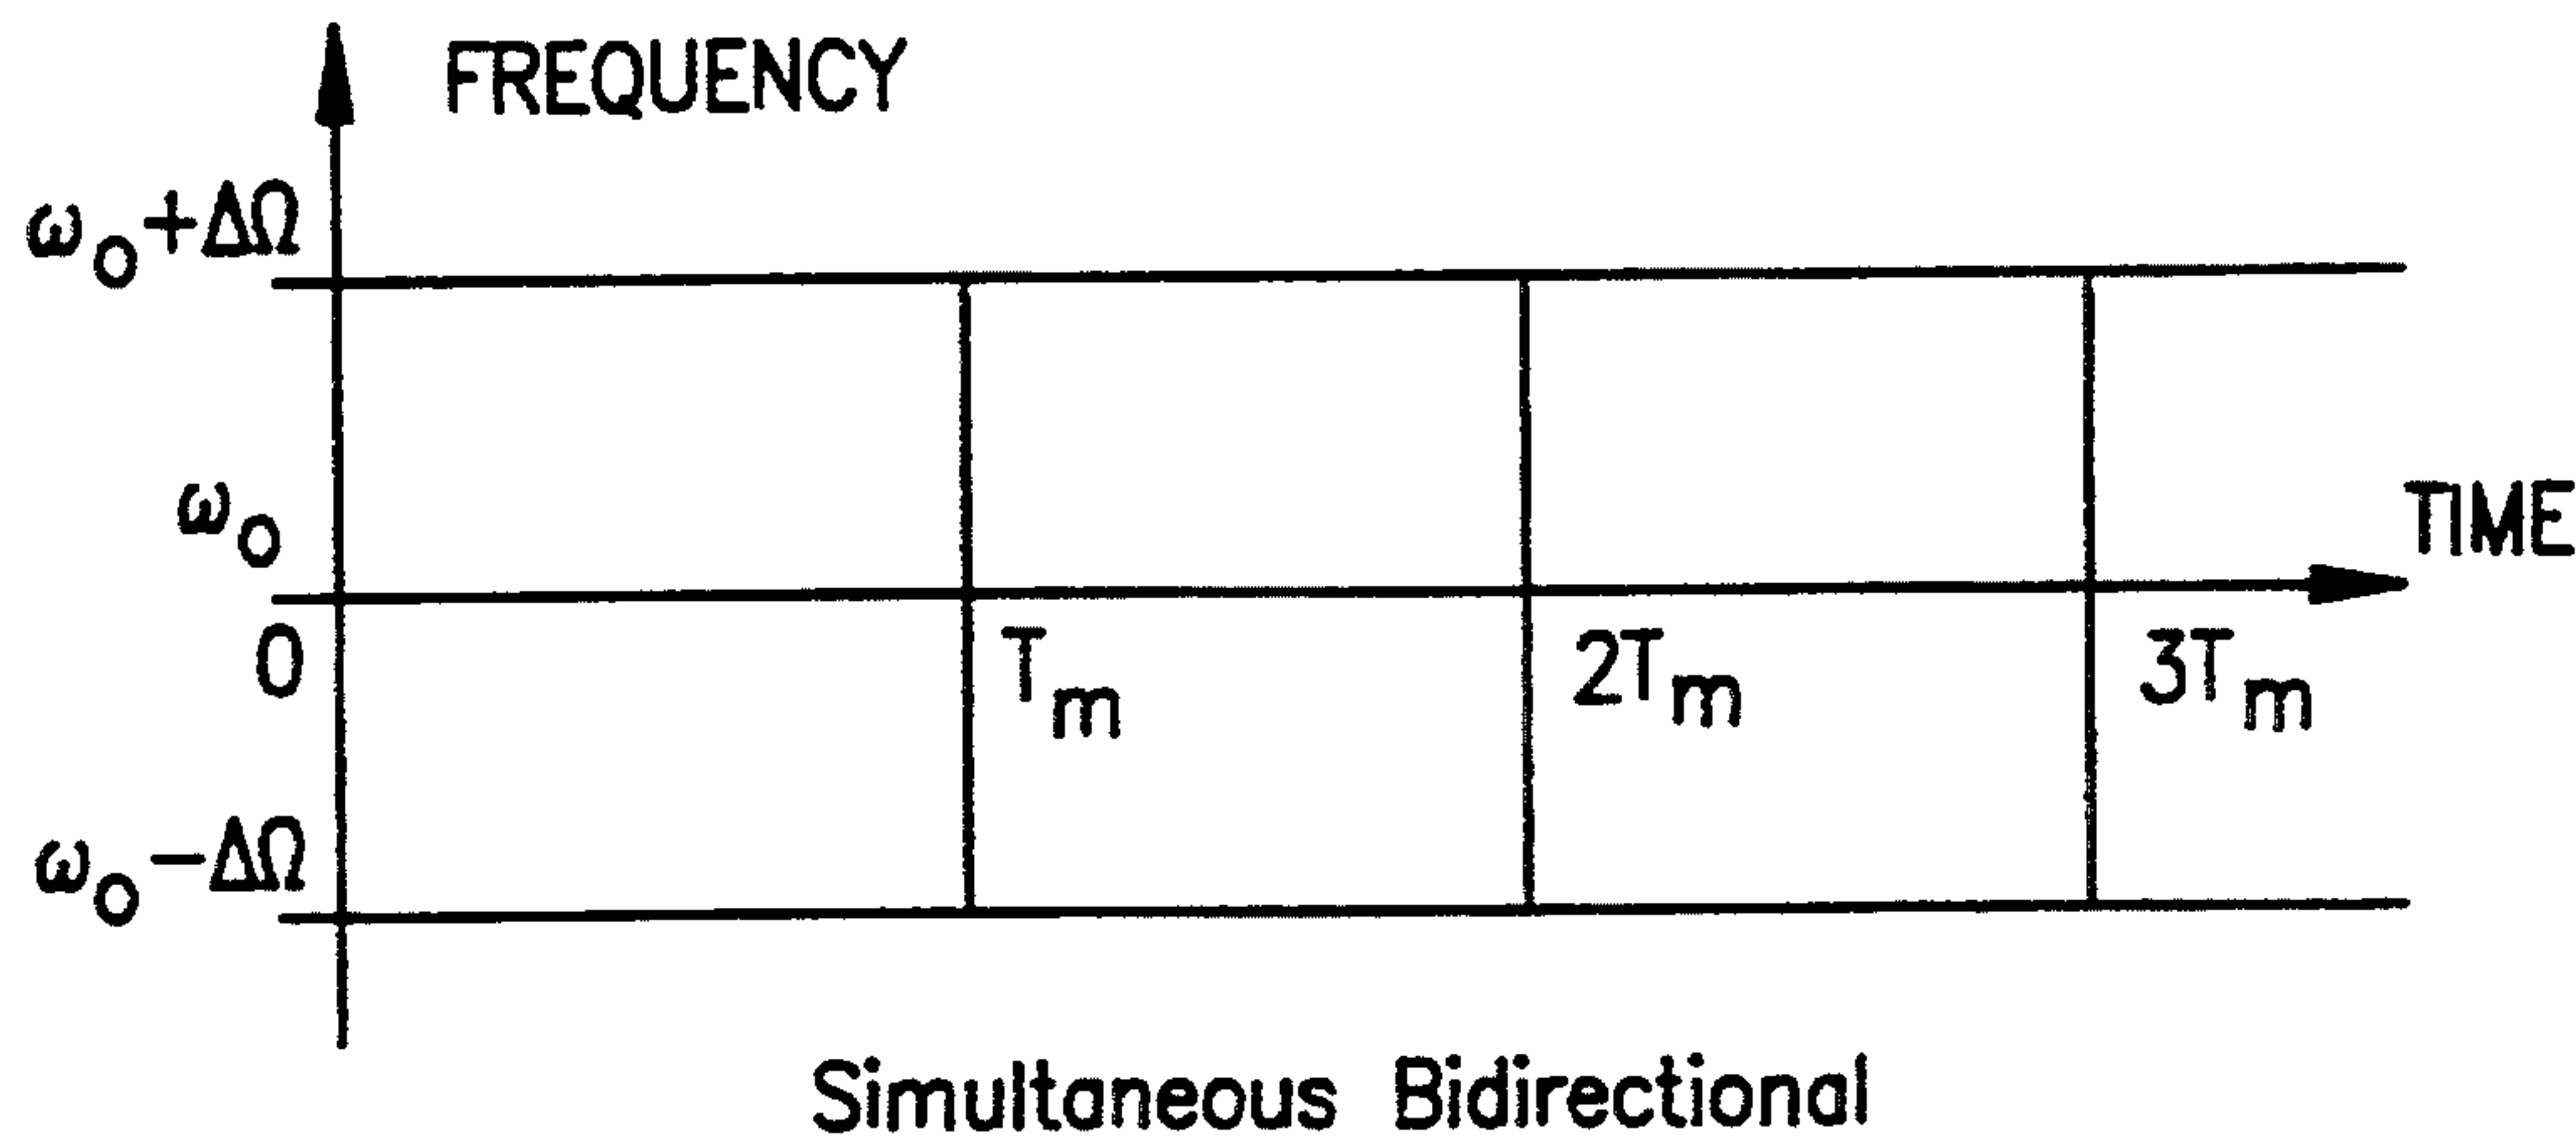 FREQUENCY
ω₀+ΔΩ
ω₀
TIME
0
Tₘ
2Tₘ
3Tₘ
ω₀−ΔΩ
Simultaneous Bidirectional